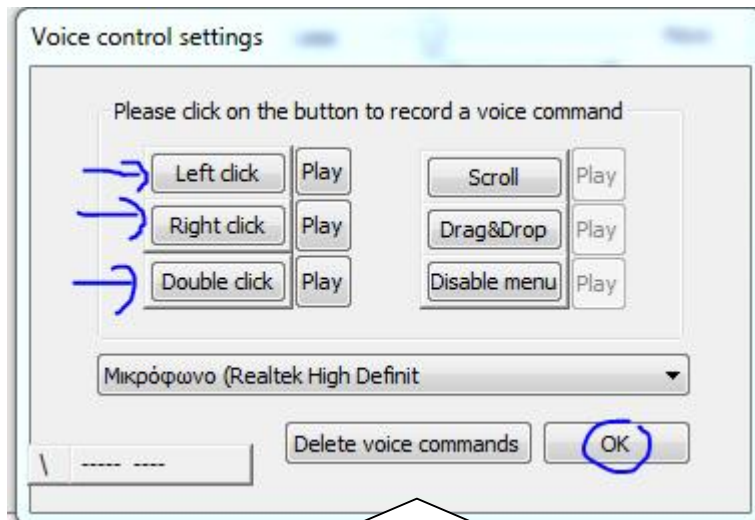 Voice control settings
Please click on the button to record a voice command
Left click Play Scroll Play
Right click Play Drag&Drop Play
Double click Play Disable menu Play
Μικρόφωνο (Realtek High Definit
Delete voice commands OK
\ ----- ----